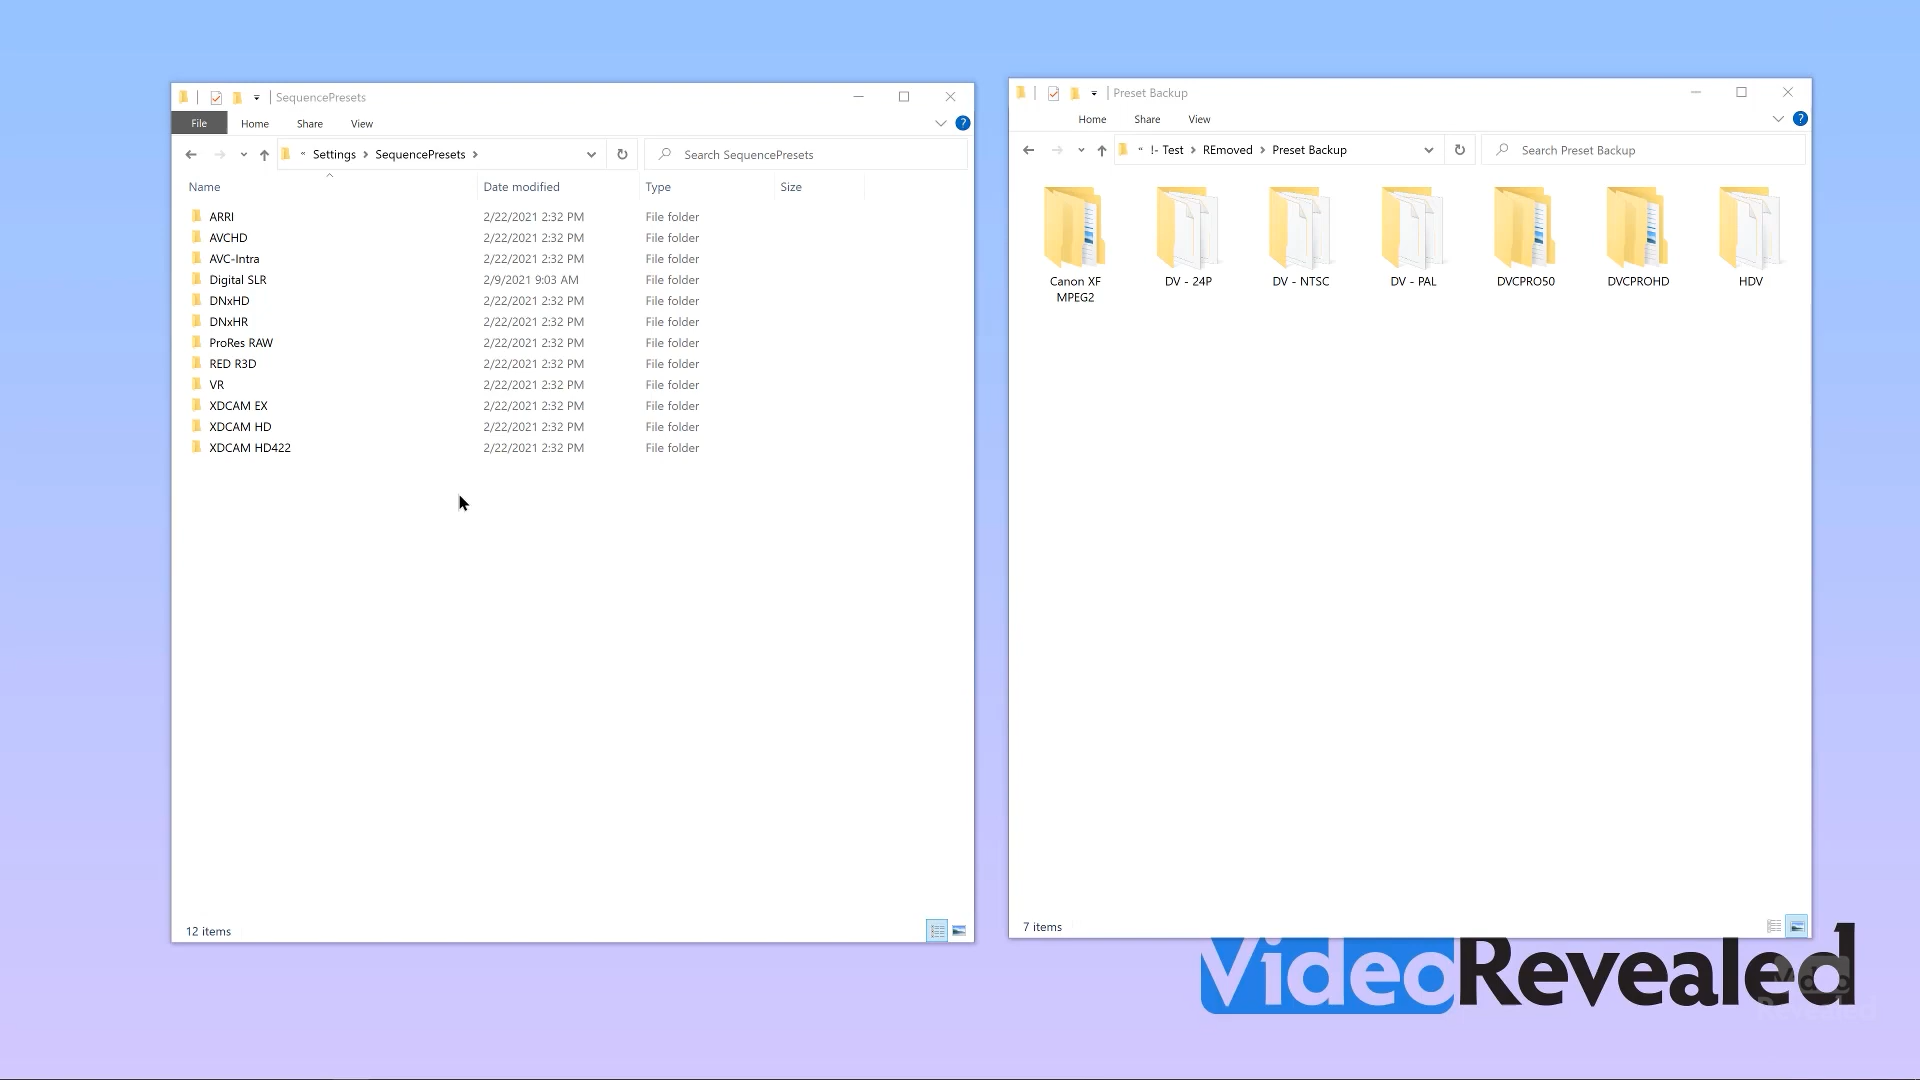 SequencePresets
File Home Share View
« Settings > SequencePresets > Search SequencePresets
Name Date modified Type Size
ARRI 2/22/2021 2:32 PM File folder
AVCHD 2/22/2021 2:32 PM File folder
AVC-Intra 2/22/2021 2:32 PM File folder
Digital SLR 2/9/2021 9:03 AM File folder
DNxHD 2/22/2021 2:32 PM File folder
DNxHR 2/22/2021 2:32 PM File folder
ProRes RAW 2/22/2021 2:32 PM File folder
RED R3D 2/22/2021 2:32 PM File folder
VR 2/22/2021 2:32 PM File folder
XDCAM EX 2/22/2021 2:32 PM File folder
XDCAM HD 2/22/2021 2:32 PM File folder
XDCAM HD422 2/22/2021 2:32 PM File folder
12 items
Preset Backup
Home Share View
« !- Test > REmoved > Preset Backup Search Preset Backup
Canon XF
MPEG2
DV - 24P
DV - NTSC
DV - PAL
DVCPRO50
DVCPROHD
HDV
7 items
VideoRevealed